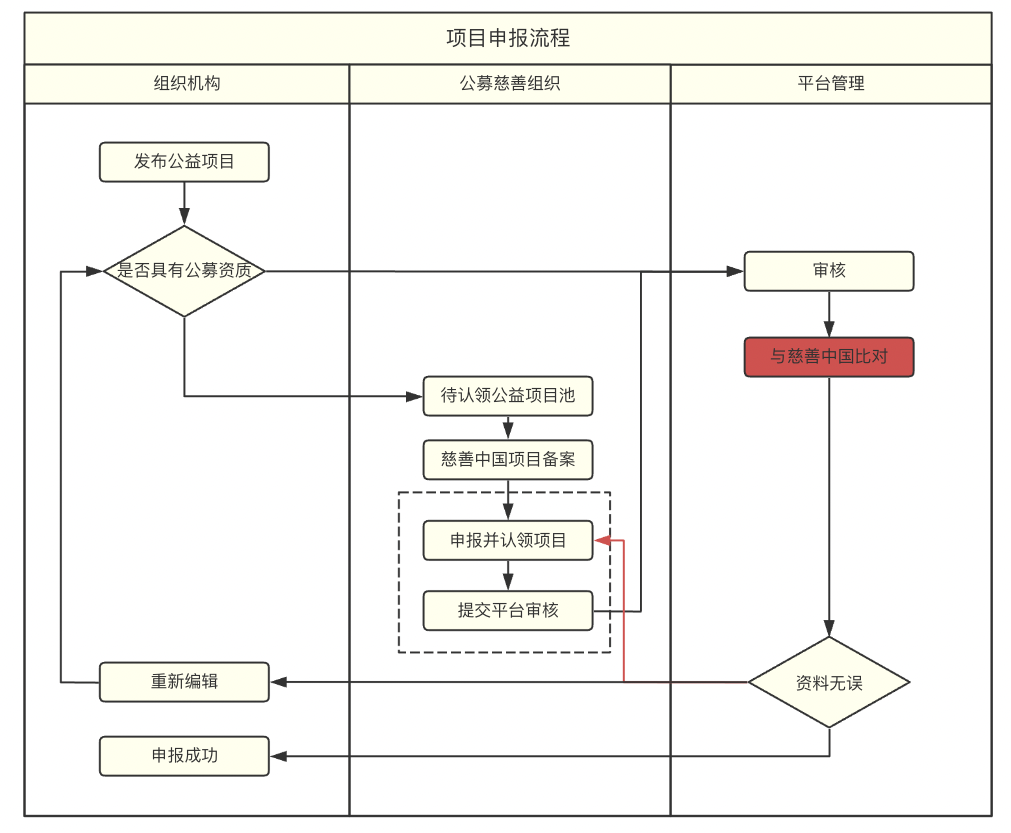 项目申报流程
组织机构
公募慈善组织
平台管理
发布公益项目
是否具有公募资质
审核
与慈善中国比对
待认领公益项目池
慈善中国项目备案
申报并认领项目
提交平台审核
重新编辑
资料无误
申报成功